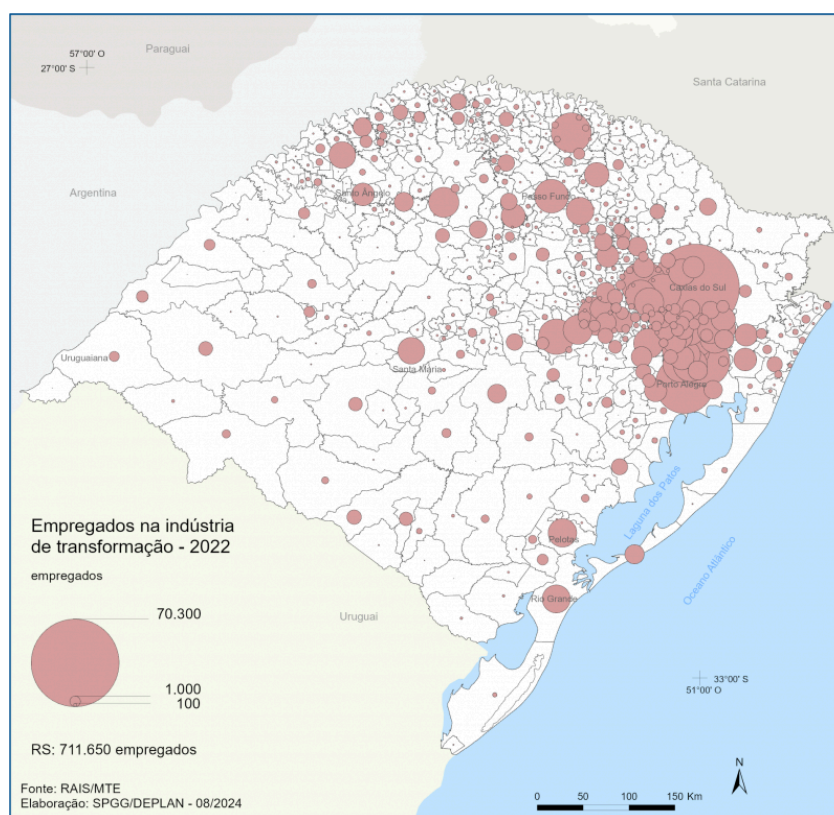 Paraguai
57°00' O
27°00' S
Santa Catarina
Argentina
Santo Ângelo
Passo Fundo
Caxias do Sul
Uruguaiana
Santa Maria
Porto Alegre
Laguna dos Patos
Empregados na indústria
de transformação - 2022
empregados
Pelotas
Oceano Atlântico
Rio Grande
70.300
Uruguai
1.000
100
33°00' S
51°00' O
RS: 711.650 empregados
N
Fonte: RAIS/MTE
Elaboração: SPGG/DEPLAN - 08/2024
0 50 100 150 Km